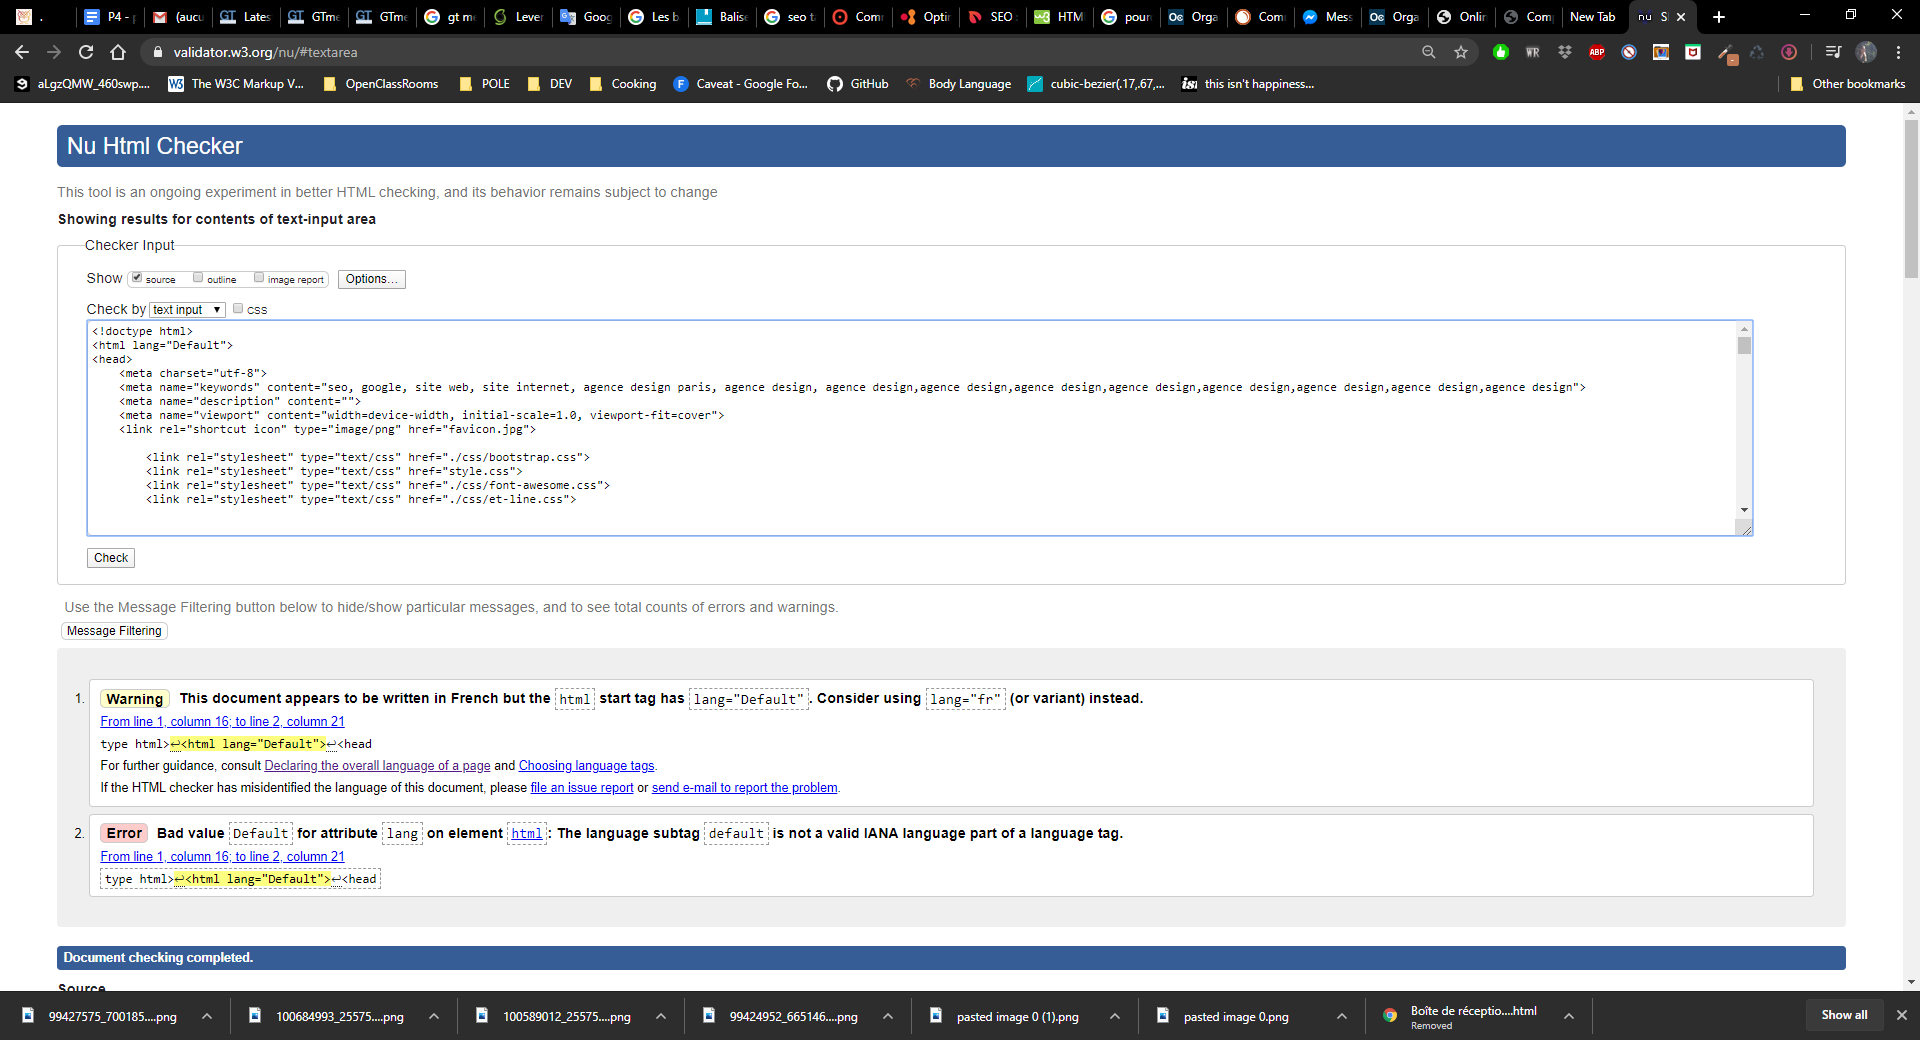 P4 -
(aucu
GT Lates
GT GTme
GT GTme
gt me
Lever
Goog
Les b
Balise
seo ta
Comm
Optin
SEO
HTM
pour
Oc Orga
Com
Mess
Oc Orga
Onlin
Comp
New Tab
nu S
validator.w3.org/nu/#textarea
WR
ABP
aLgzQMW_460swp....
W3 The W3C Markup V...
OpenClassRooms
POLE
DEV
Cooking
F Caveat - Google Fo...
GitHub
Body Language
cubic-bezier(.17,.67,...
isn this isn't happiness...
Other bookmarks
Nu Html Checker
This tool is an ongoing experiment in better HTML checking, and its behavior remains subject to change
Showing results for contents of text-input area
Checker Input
Show source outline image report Options...
Check by text input css
<!doctype html>
<html lang="Default">
<head>
<meta charset="utf-8">
<meta name="keywords" content="seo, google, site web, site internet, agence design paris, agence design, agence design,agence design,agence design,agence design,agence design,agence design,agence design,agence design">
<meta name="description" content="">
<meta name="viewport" content="width=device-width, initial-scale=1.0, viewport-fit=cover">
<link rel="shortcut icon" type="image/png" href="favicon.jpg">
<link rel="stylesheet" type="text/css" href="./css/bootstrap.css">
<link rel="stylesheet" type="text/css" href="style.css">
<link rel="stylesheet" type="text/css" href="./css/font-awesome.css">
<link rel="stylesheet" type="text/css" href="./css/et-line.css">
Check
Use the Message Filtering button below to hide/show particular messages, and to see total counts of errors and warnings.
Message Filtering
1. Warning This document appears to be written in French but the html start tag has lang="Default". Consider using lang="fr" (or variant) instead.
From line 1, column 16; to line 2, column 21
type html>↩<html lang="Default">↩<head
For further guidance, consult Declaring the overall language of a page and Choosing language tags.
If the HTML checker has misidentified the language of this document, please file an issue report or send e-mail to report the problem.
2. Error Bad value Default for attribute lang on element html: The language subtag default is not a valid IANA language part of a language tag.
From line 1, column 16; to line 2, column 21
type html>↩<html lang="Default">↩<head
Document checking completed.
Source
99427575_700185....png
100684993_25575....png
100589012_25575....png
99424952_665146....png
pasted image 0 (1).png
pasted image 0.png
Boîte de réceptio....html
Removed
Show all